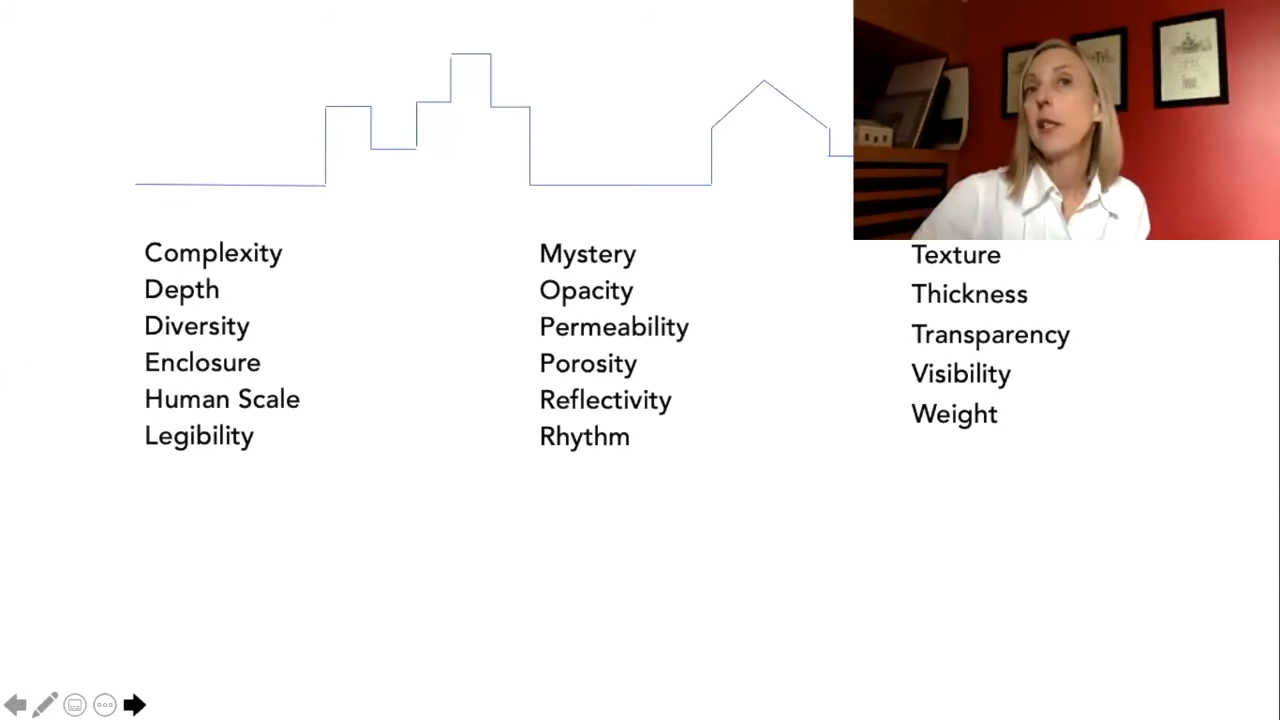 Complexity
Depth
Diversity
Enclosure
Human Scale
Legibility
Mystery
Opacity
Permeability
Porosity
Reflectivity
Rhythm
Texture
Thickness
Transparency
Visibility
Weight